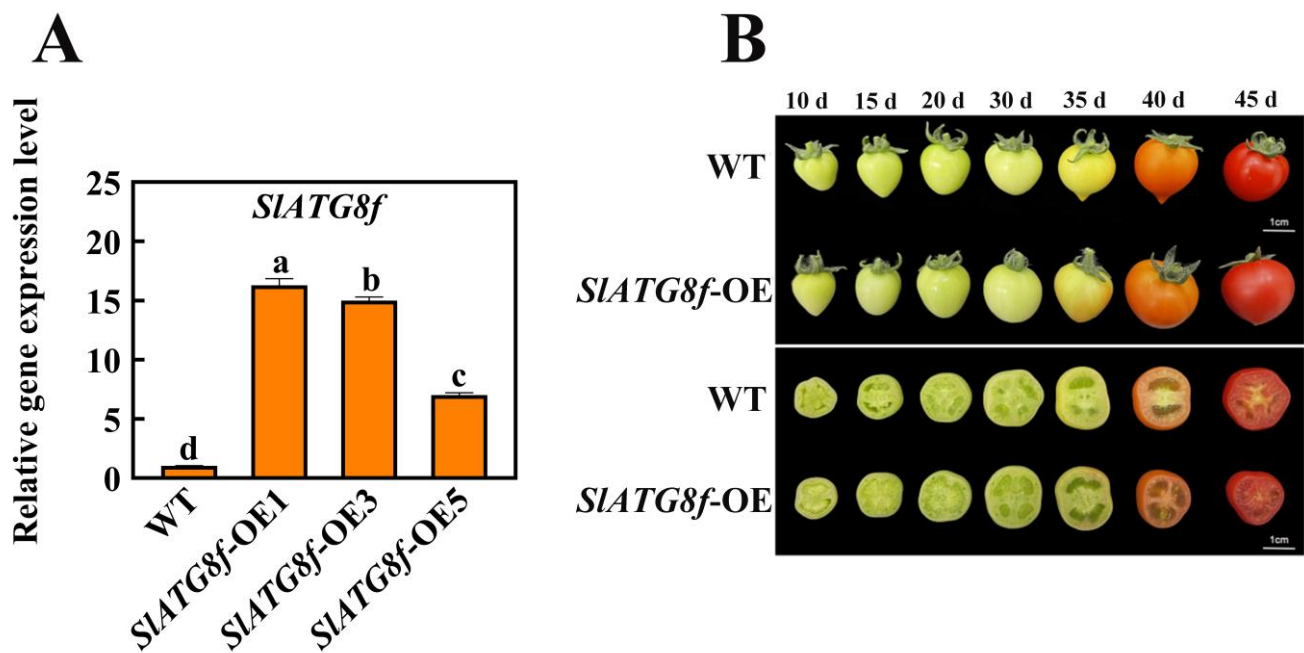 A
Relative gene expression level
25
20
15
10
5
0
SlATG8f
d
a
b
c
WT
SlATG8f-OE1
SlATG8f-OE3
SlATG8f-OE5
B
10 d 15 d 20 d 30 d 35 d 40 d 45 d
WT
1cm
SlATG8f-OE
WT
SlATG8f-OE
1cm